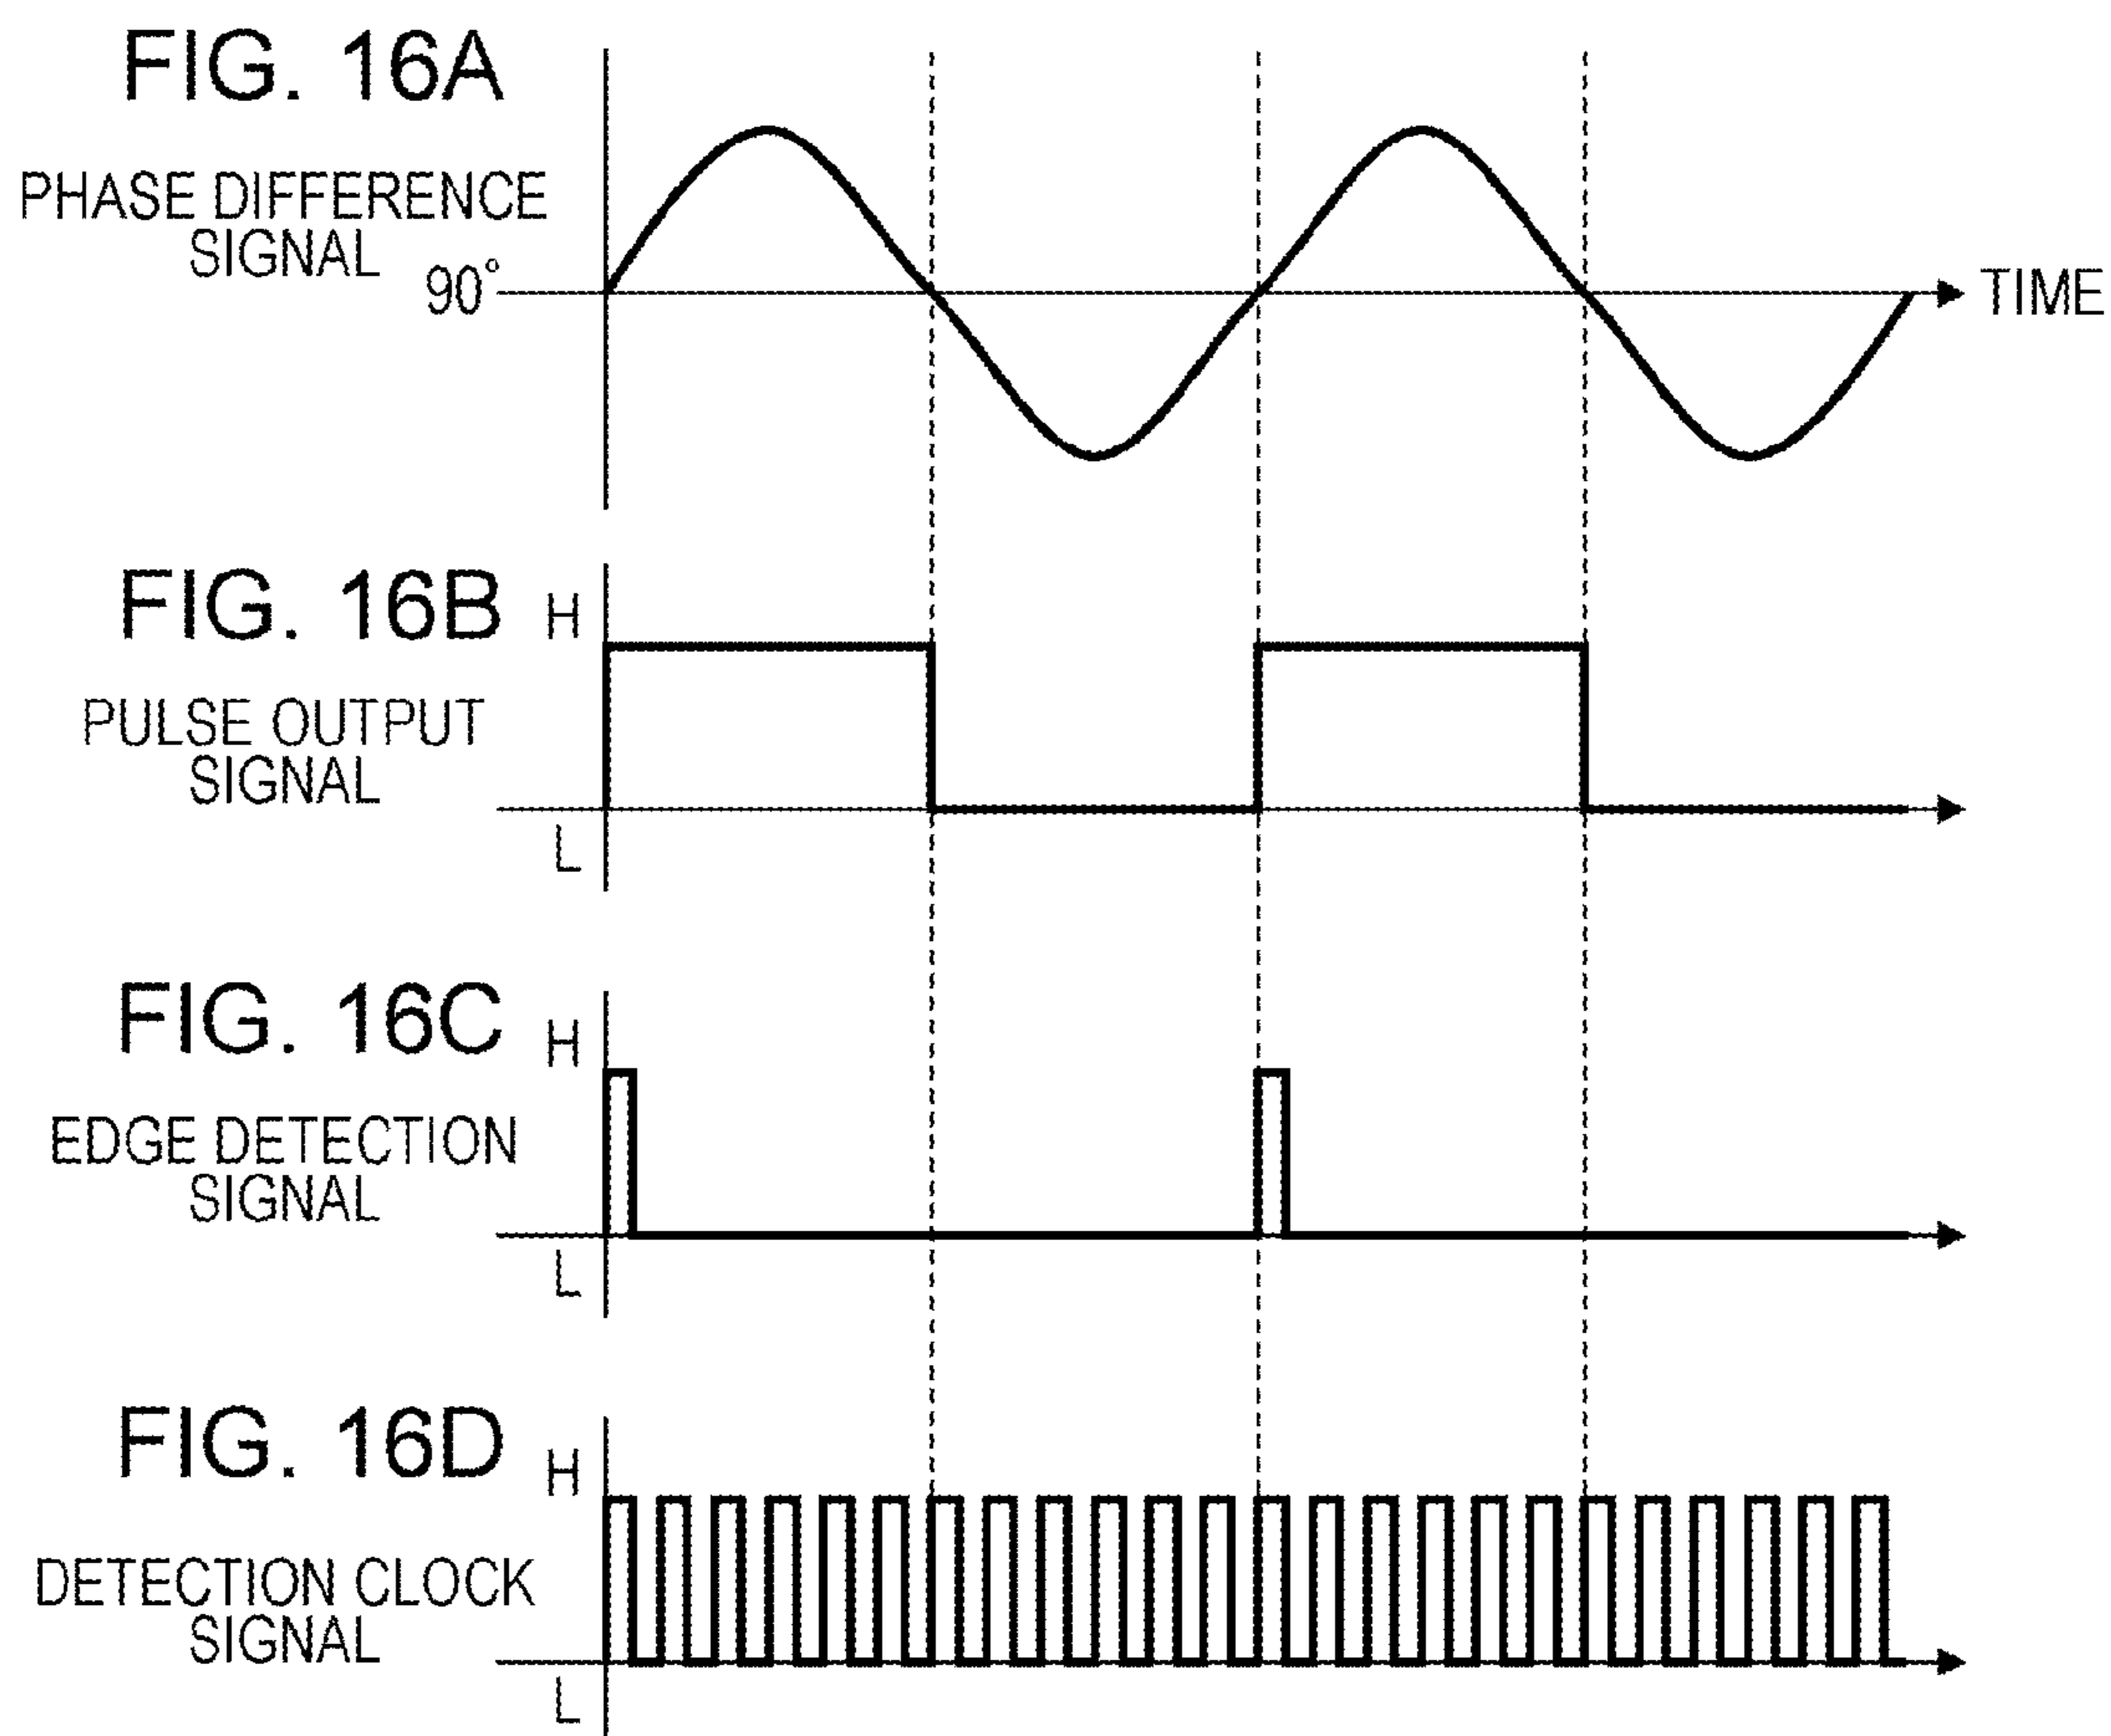 FIG. 16A
PHASE DIFFERENCE
SIGNAL
90°
TIME
FIG. 16B
H
PULSE OUTPUT
SIGNAL
L
FIG. 16C
H
EDGE DETECTION
SIGNAL
L
FIG. 16D
H
DETECTION CLOCK
SIGNAL
L